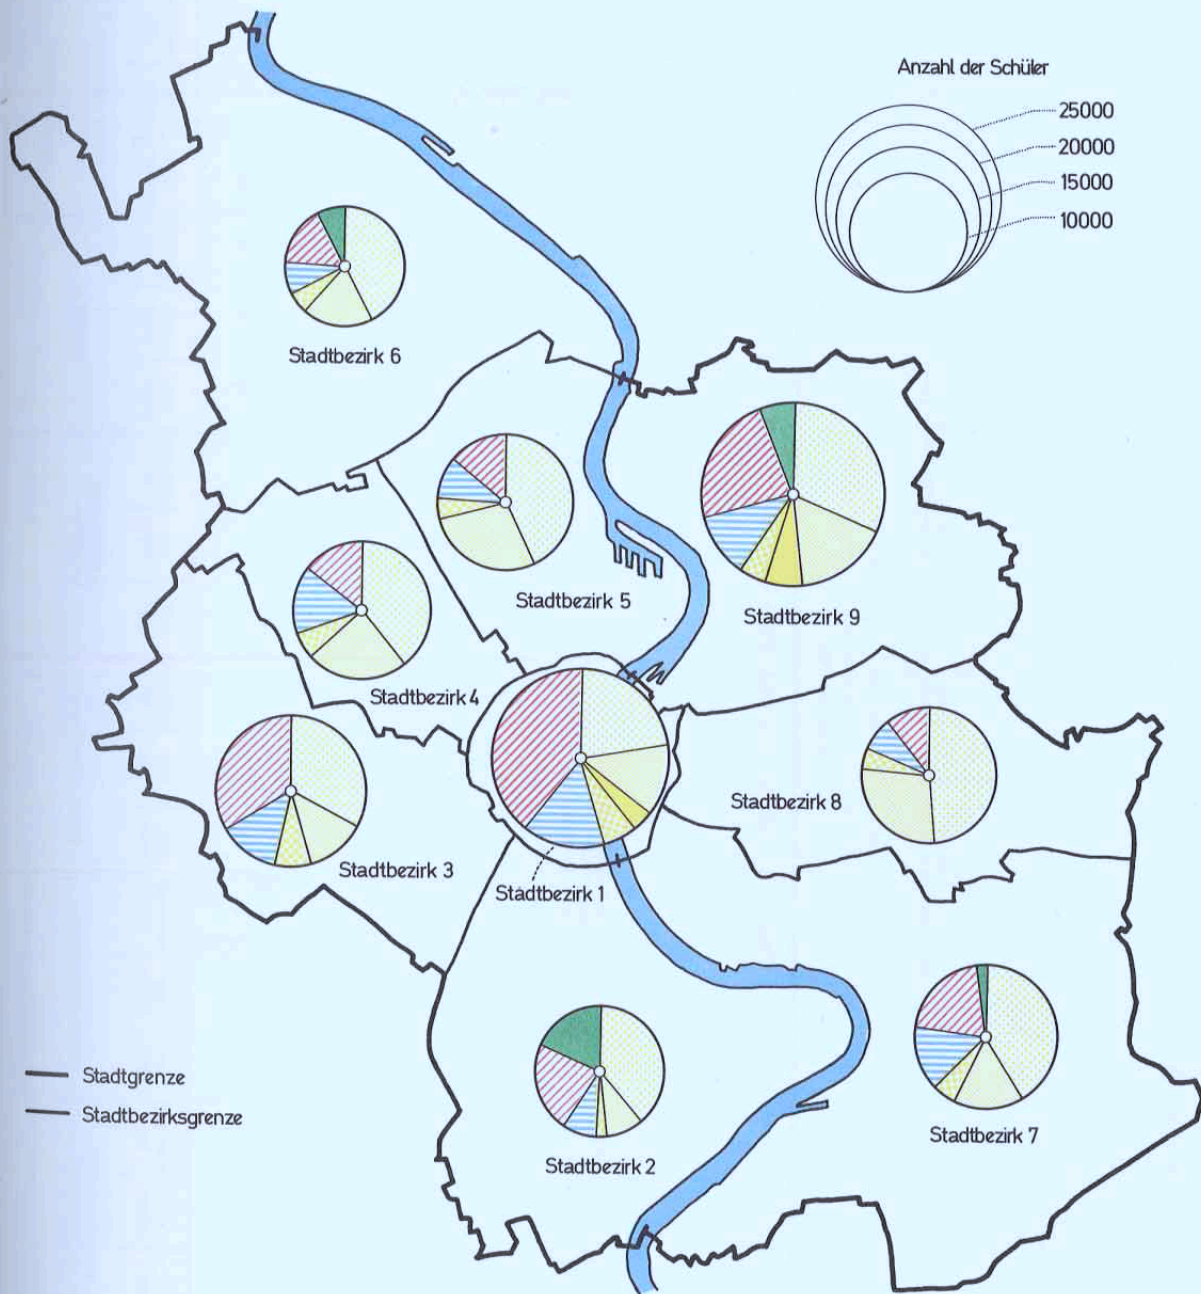 Anzahl der Schüler
25000
20000
15000
10000
Stadtbezirk 6
Stadtbezirk 5
Stadtbezirk 9
Stadtbezirk 4
Stadtbezirk 8
Stadtbezirk 3
Stadtbezirk 1
Stadtgrenze
Stadtbezirksgrenze
Stadtbezirk 7
Stadtbezirk 2